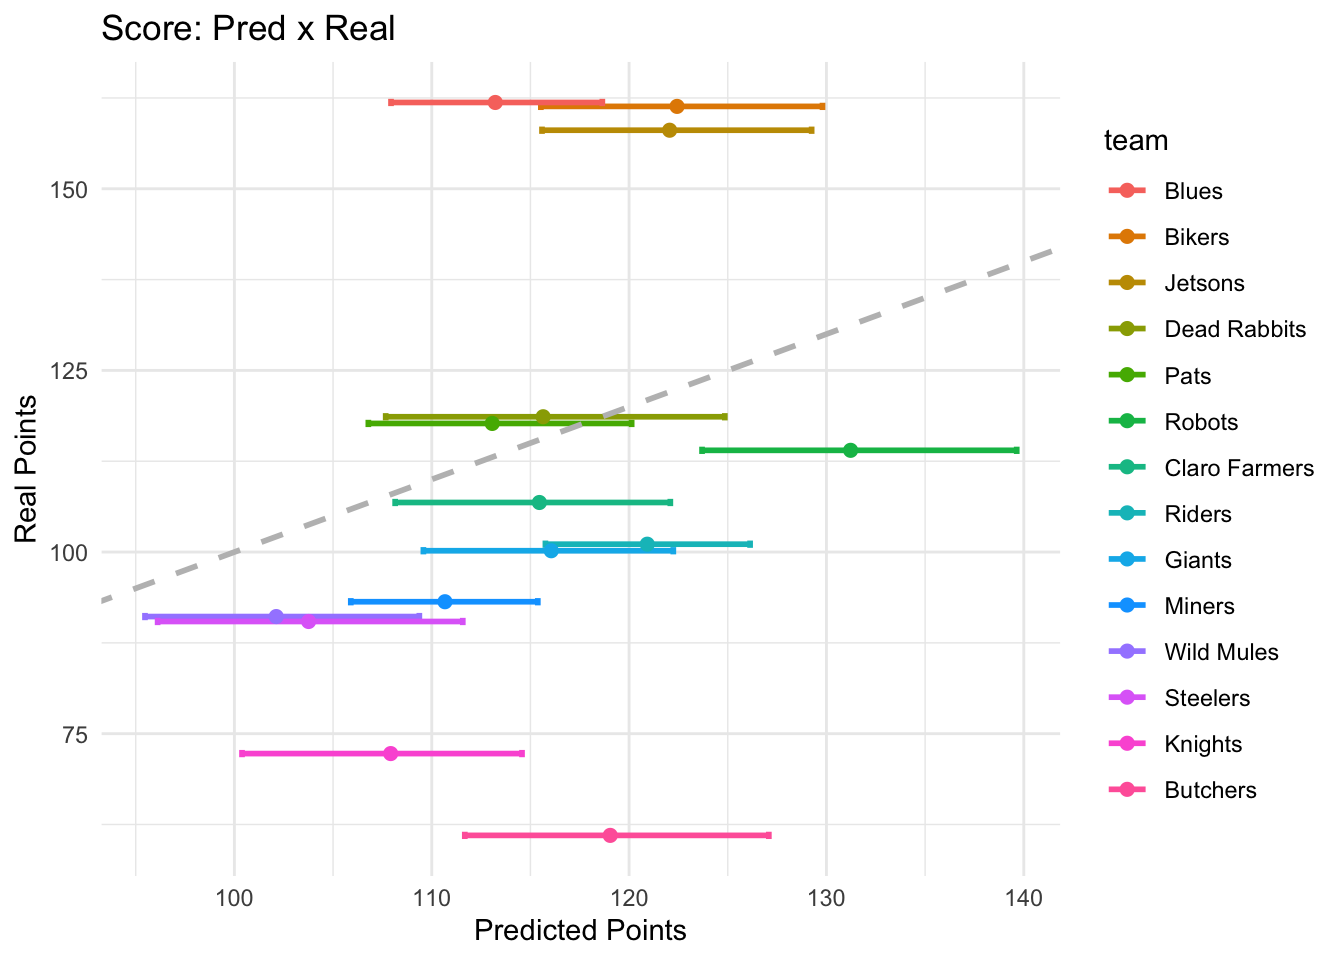 Score: Pred x Real
Real Points
150
125
100
75
100
110
120
130
140
Predicted Points
team
Blues
Bikers
Jetsons
Dead Rabbits
Pats
Robots
Claro Farmers
Riders
Giants
Miners
Wild Mules
Steelers
Knights
Butchers